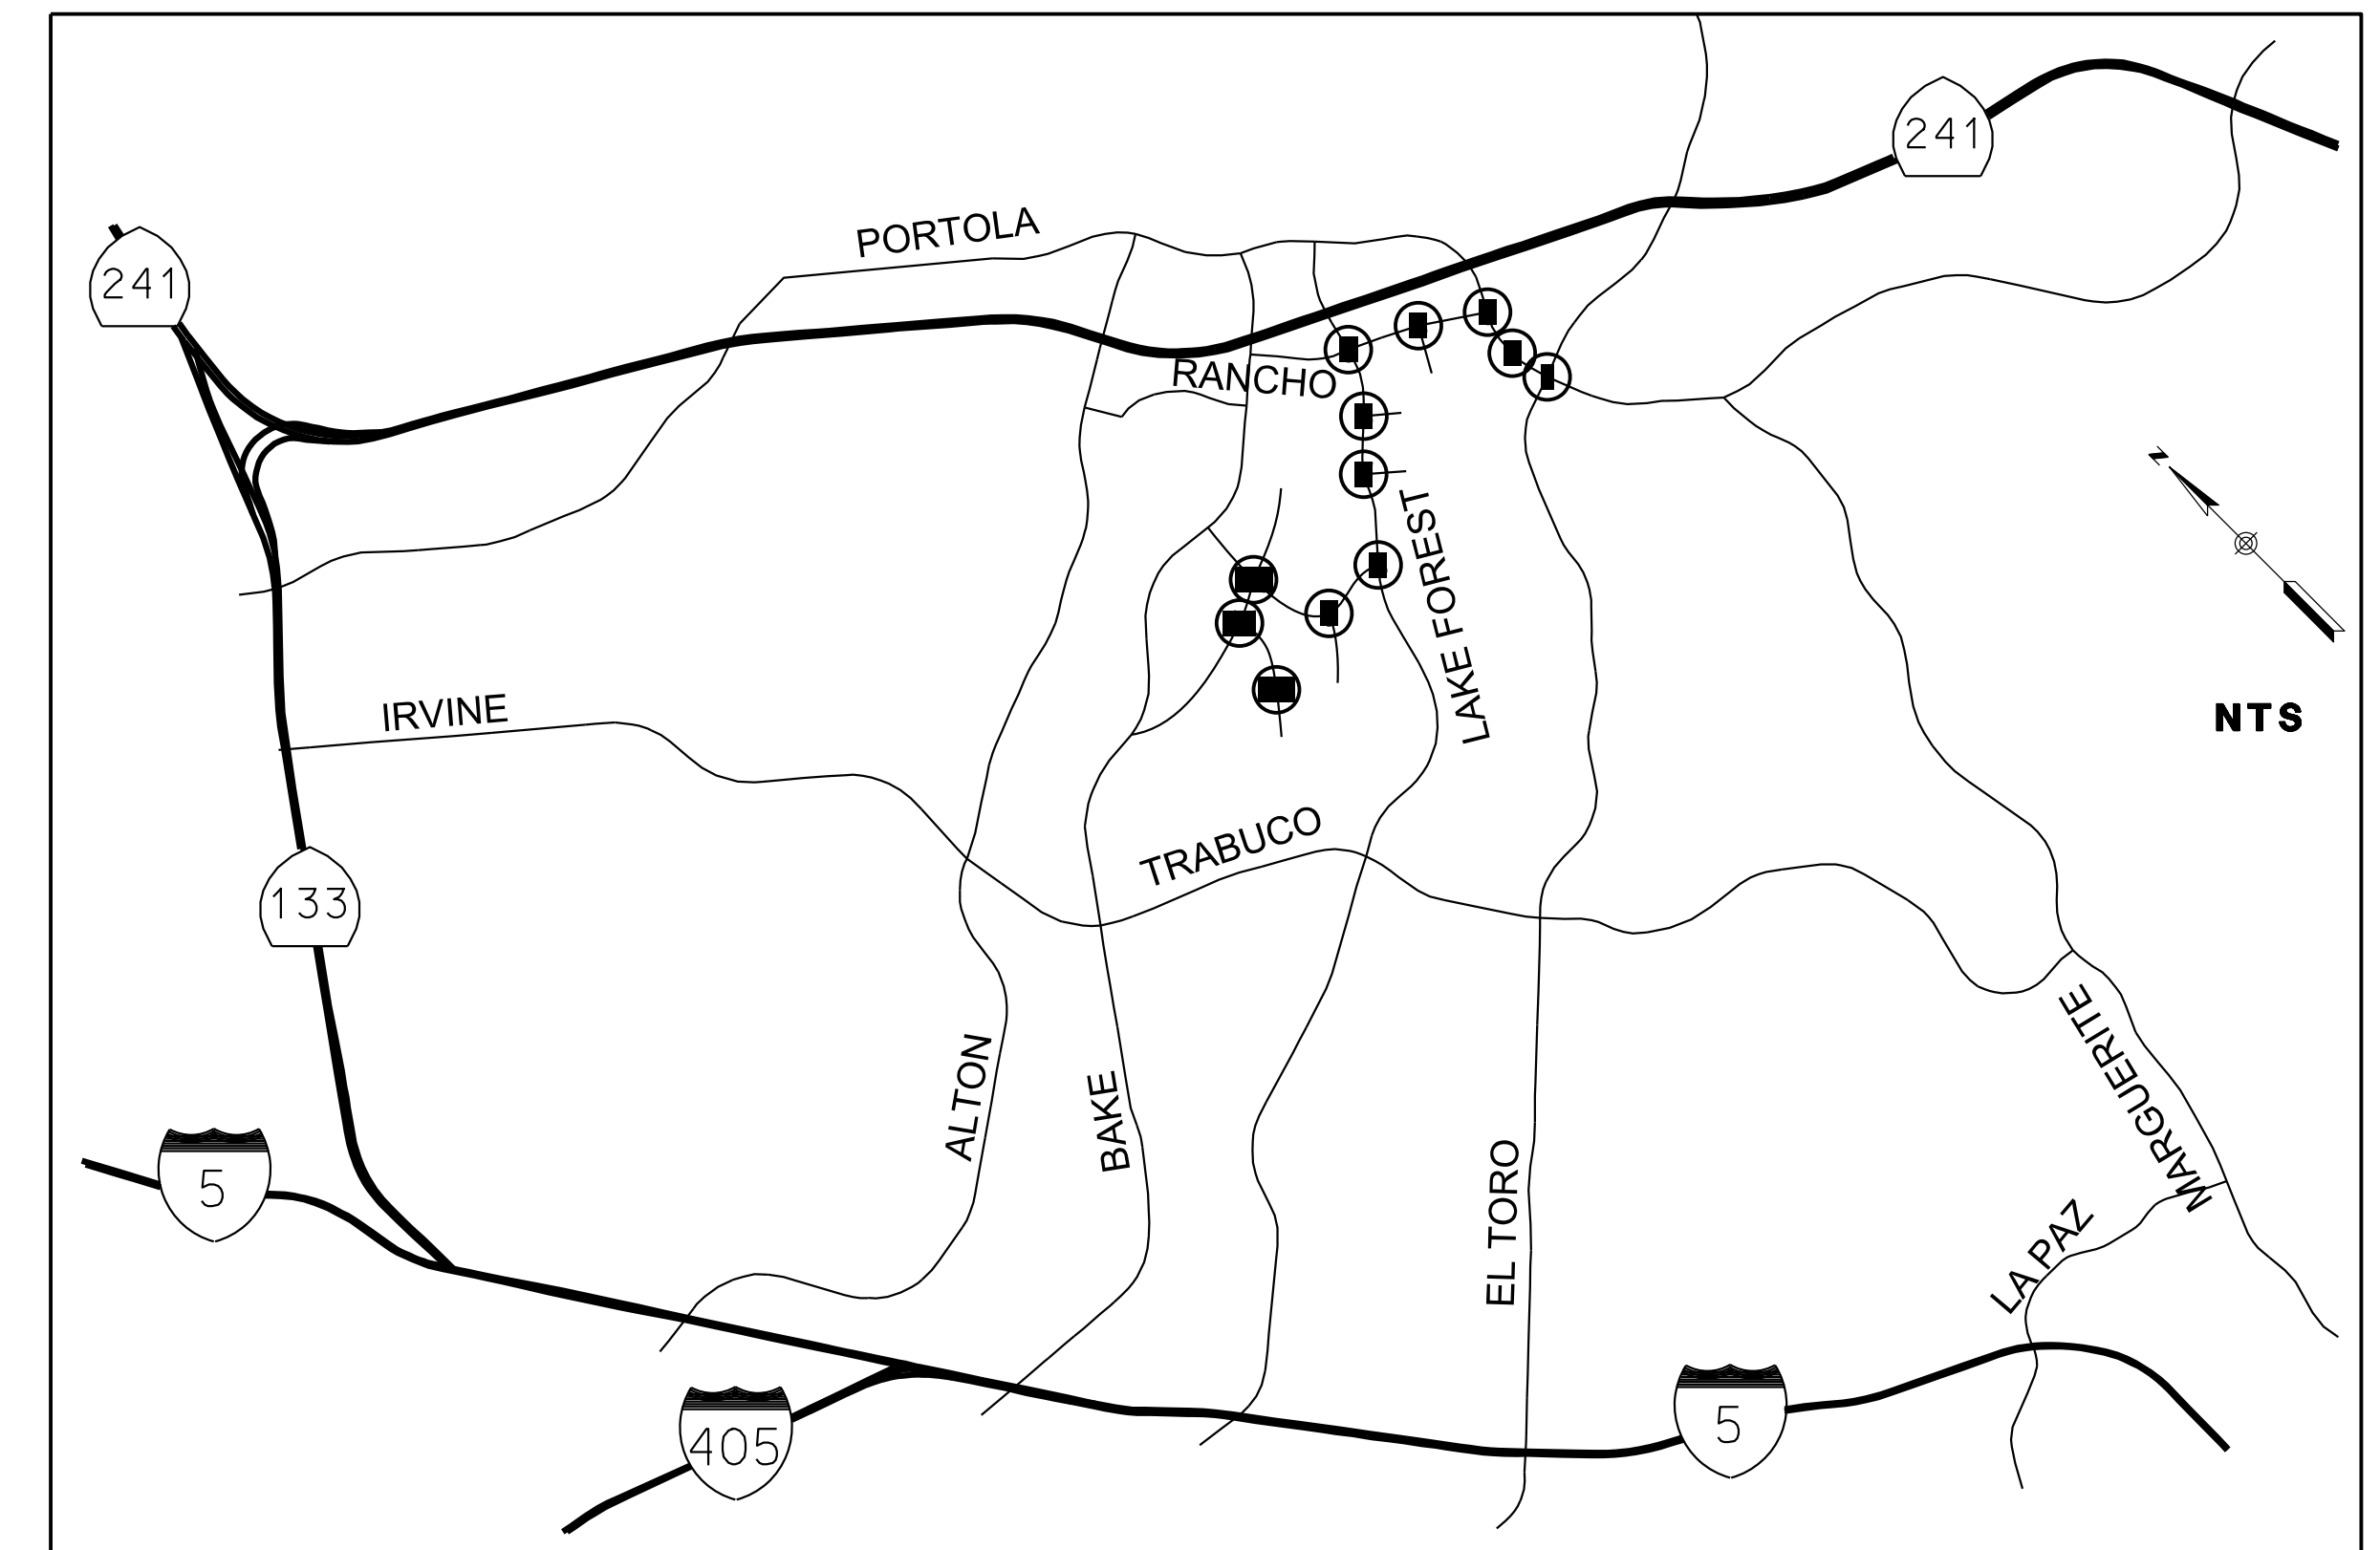 241
PORTOLA
241
RANCHO
LAKE FOREST
N
NTS
IRVINE
TRABUCO
133
ALTON
BAKE
EL TORO
MARGUERITE
LA PAZ
5
405
5